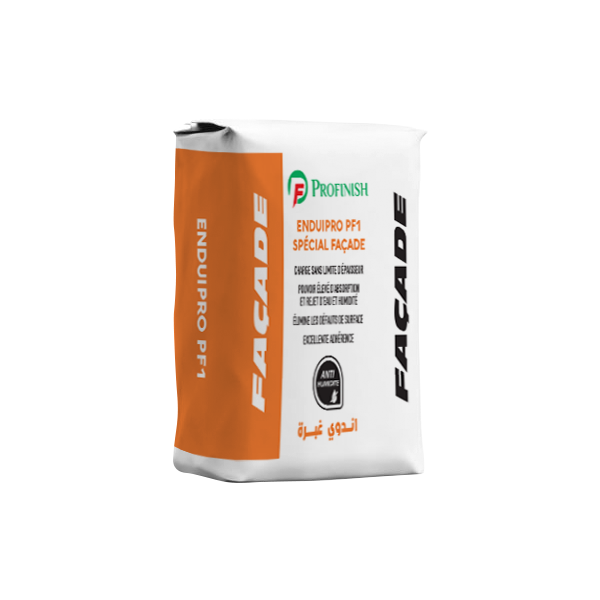 ENDUIPRO PF1
FAÇADE
PROFINISH
ENDUIPRO PF1
SPÉCIAL FAÇADE
CHARGE SANS LIMITE D'ÉPAISSEUR
POUVOIR ÉLEVÉ D'ABSORPTION
ET REJET D'EAU ET HUMIDITÉ
ÉLIMINE LES DÉFAUTS DE SURFACE
EXCELLENTE ADHÉRENCE
ANTI
HUMIDITÉ
اندوي غبرة
FAÇADE